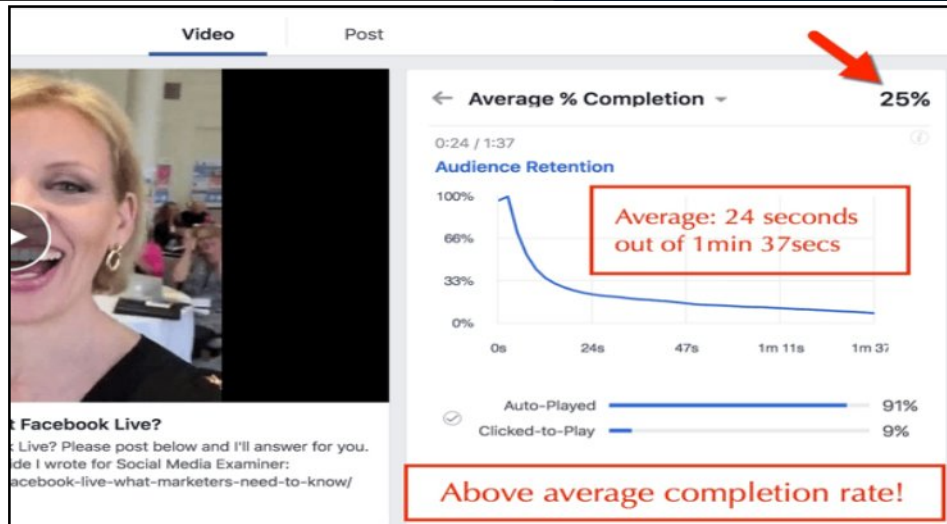 Video
Post
Average % Completion
25%
0:24 / 1:37
Audience Retention
100%
66%
33%
0%
Average: 24 seconds
out of 1min 37secs
0s
24s
47s
1m 11s
1m 37
Auto-Played
91%
Clicked-to-Play
9%
Above average completion rate!
t Facebook Live?
Live? Please post below and I'll answer for you.
ide I wrote for Social Media Examiner:
acebook-live-what-marketers-need-to-know/